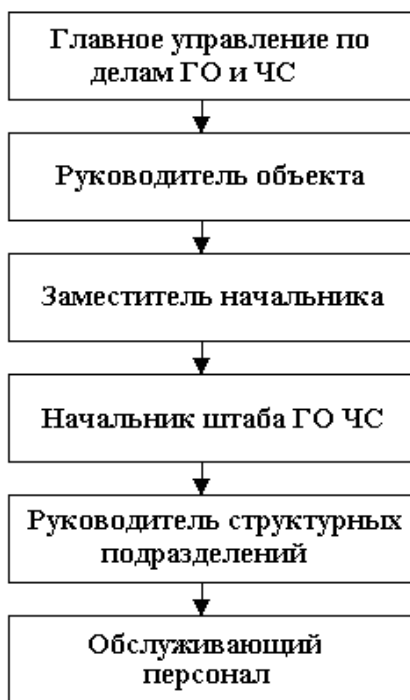 Главное управление по
делам ГО и ЧС
Руководитель объекта
Заместитель начальника
Начальник штаба ГО ЧС
Руководитель структурных
подразделений
Обслуживающий
персонал